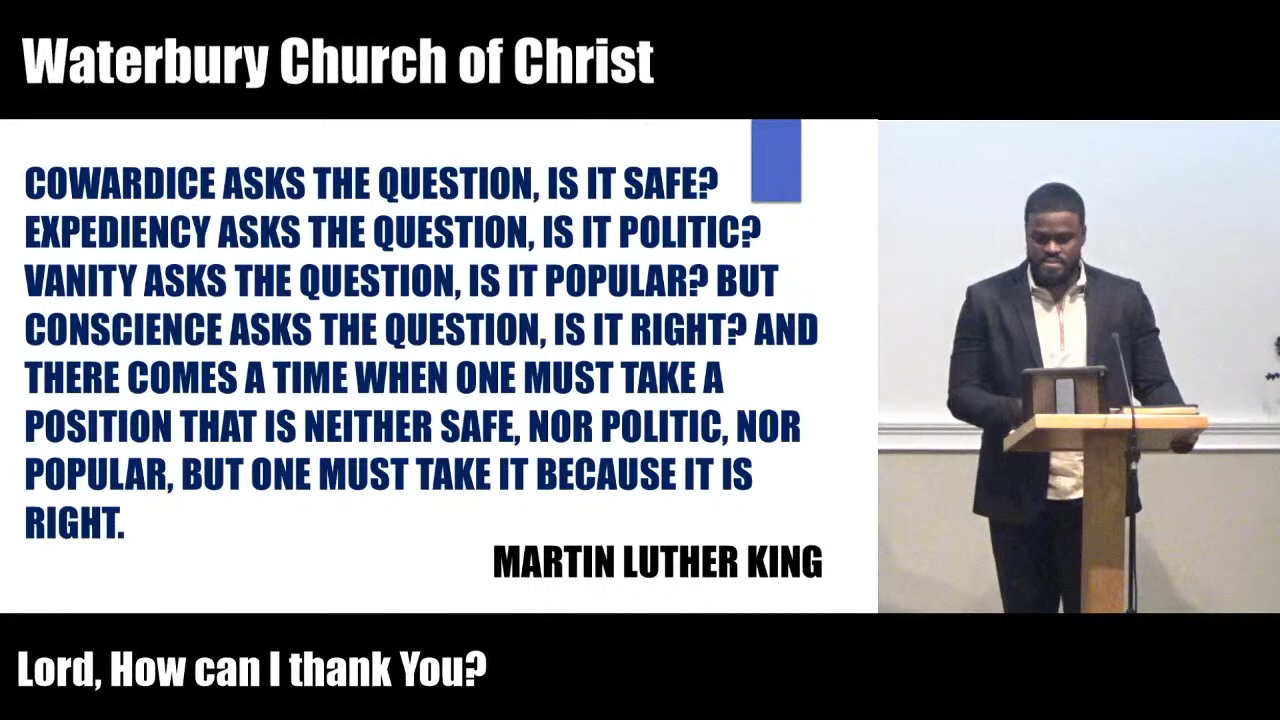 Waterbury Church of Christ
COWARDICE ASKS THE QUESTION, IS IT SAFE?
EXPEDIENCY ASKS THE QUESTION, IS IT POLITIC?
VANITY ASKS THE QUESTION, IS IT POPULAR? BUT
CONSCIENCE ASKS THE QUESTION, IS IT RIGHT? AND
THERE COMES A TIME WHEN ONE MUST TAKE A
POSITION THAT IS NEITHER SAFE, NOR POLITIC, NOR
POPULAR, BUT ONE MUST TAKE IT BECAUSE IT IS
RIGHT.
MARTIN LUTHER KING
Lord, How can I thank You?